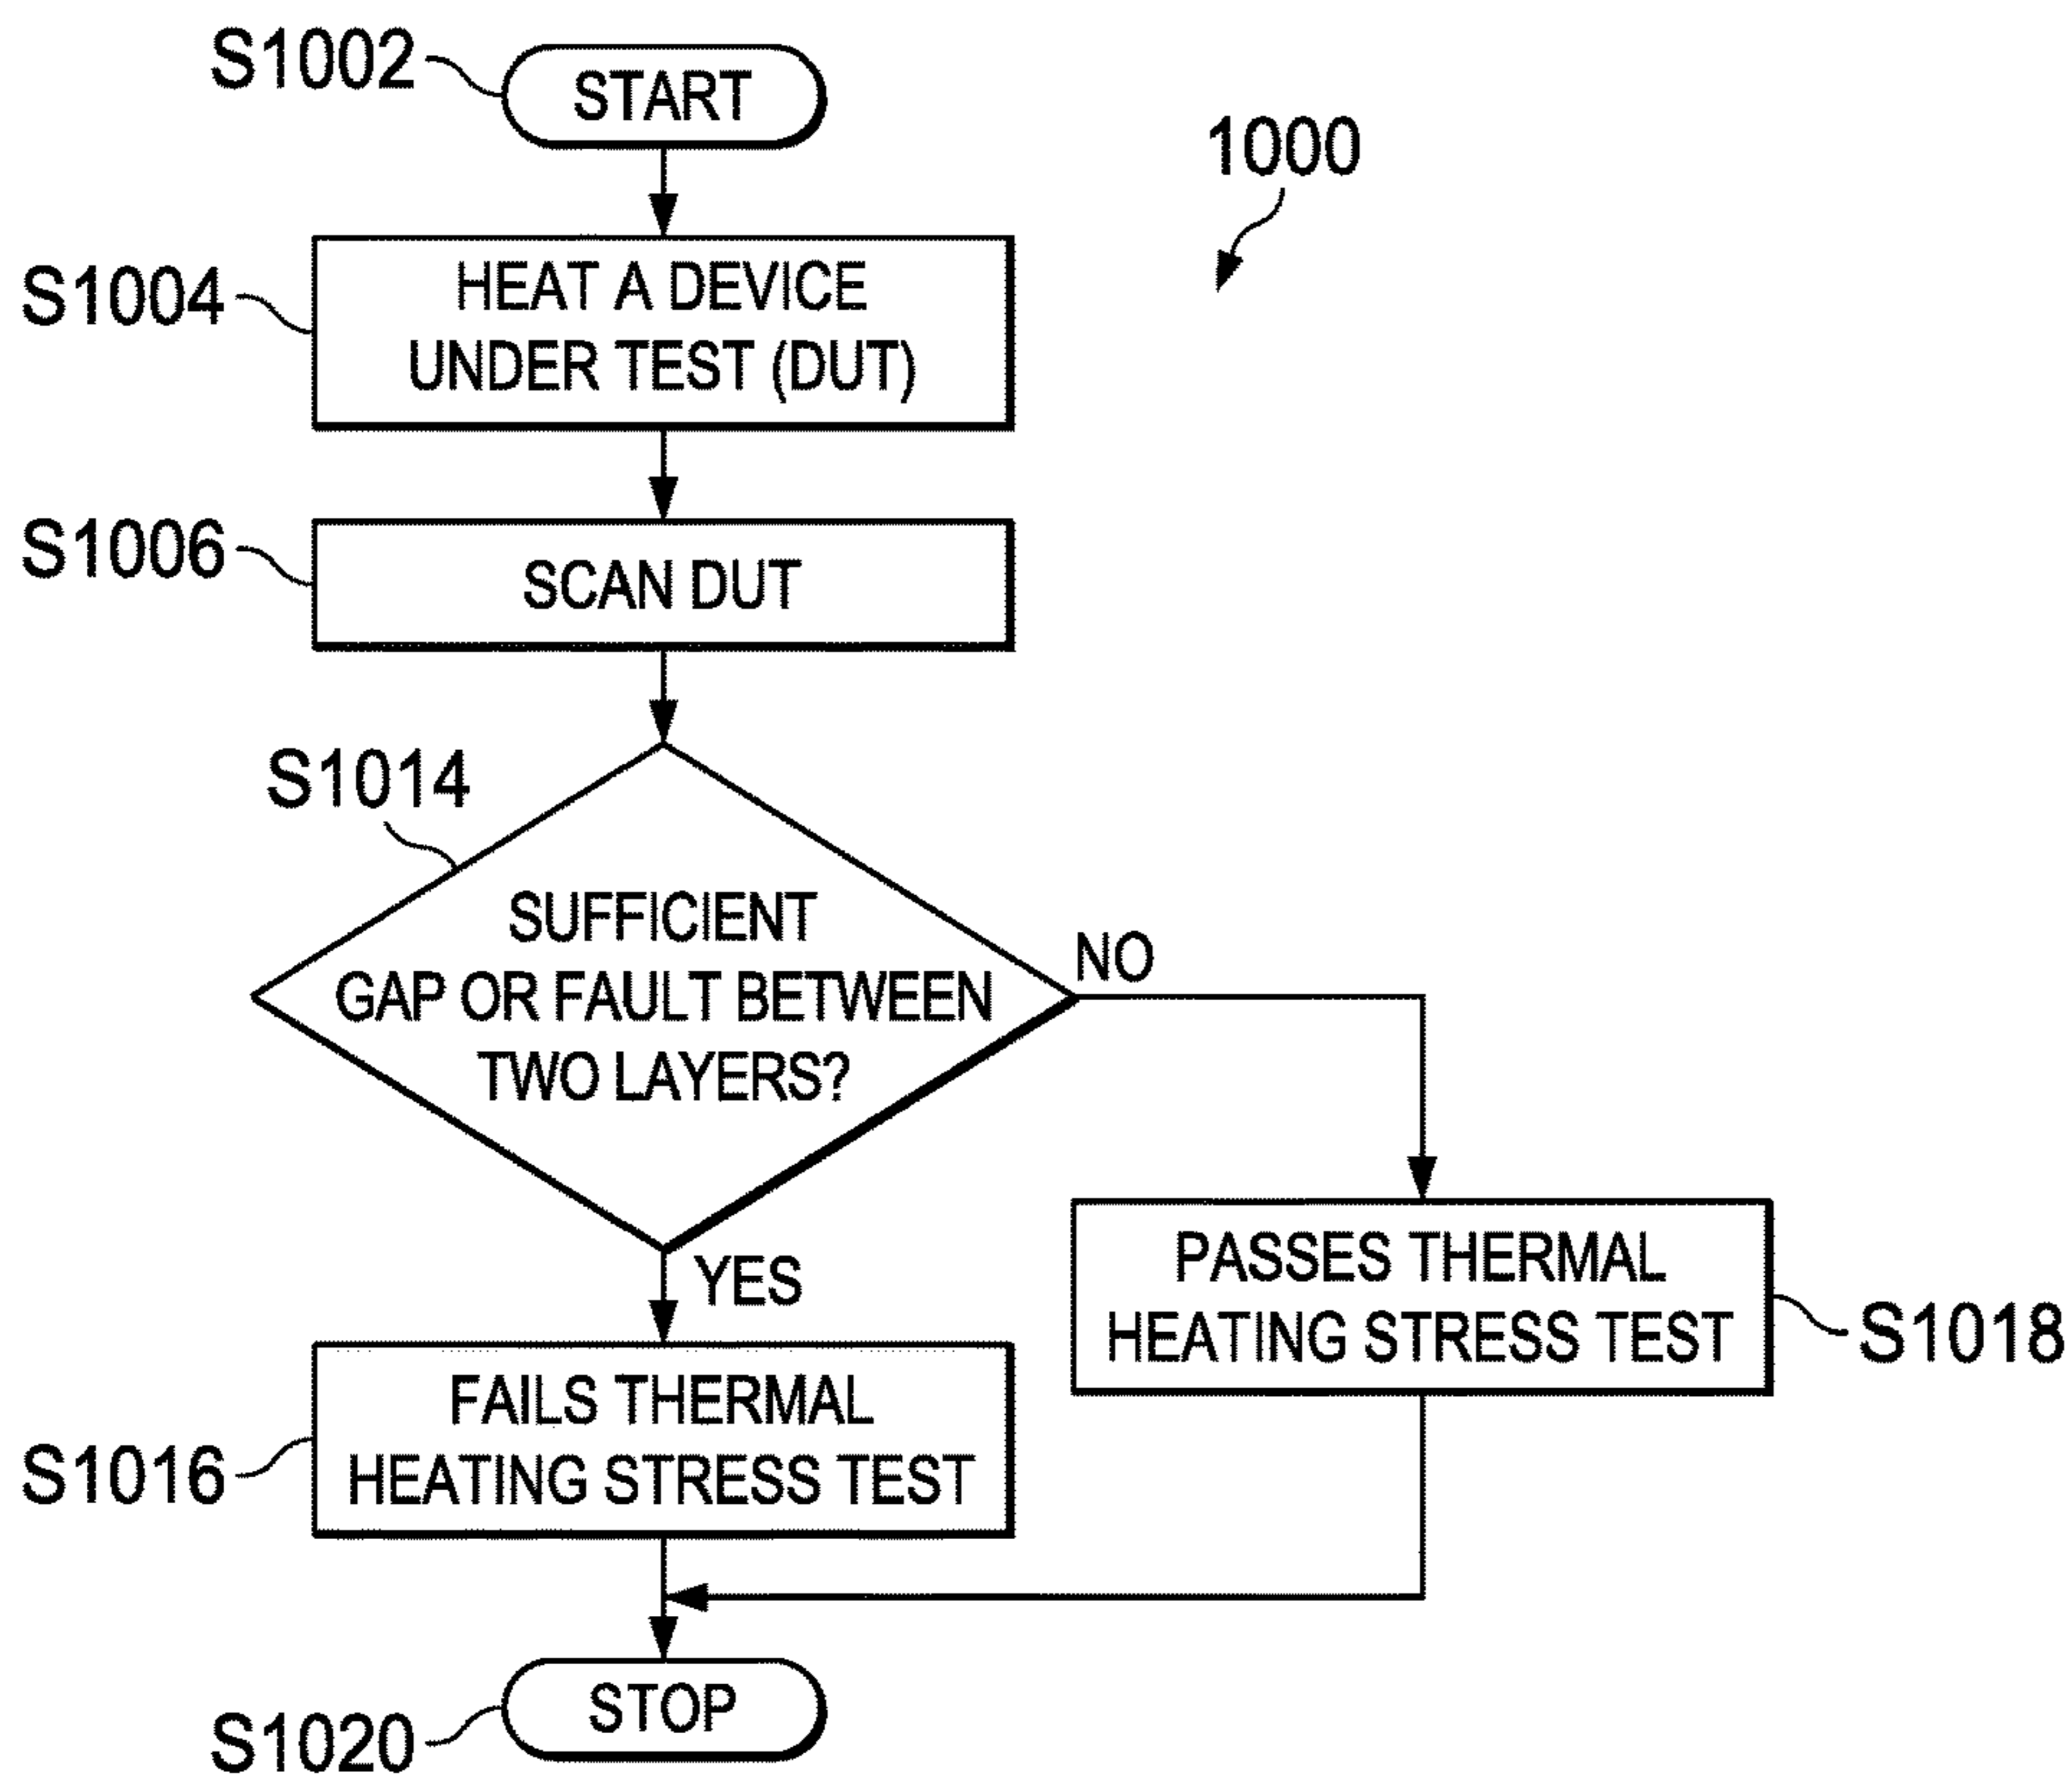 S1002
START
1000
S1004
HEAT A DEVICE
UNDER TEST (DUT)
S1006
SCAN DUT
S1014
SUFFICIENT
GAP OR FAULT BETWEEN
TWO LAYERS?
NO
YES
PASSES THERMAL
HEATING STRESS TEST
S1018
FAILS THERMAL
HEATING STRESS TEST
S1016
STOP
S1020